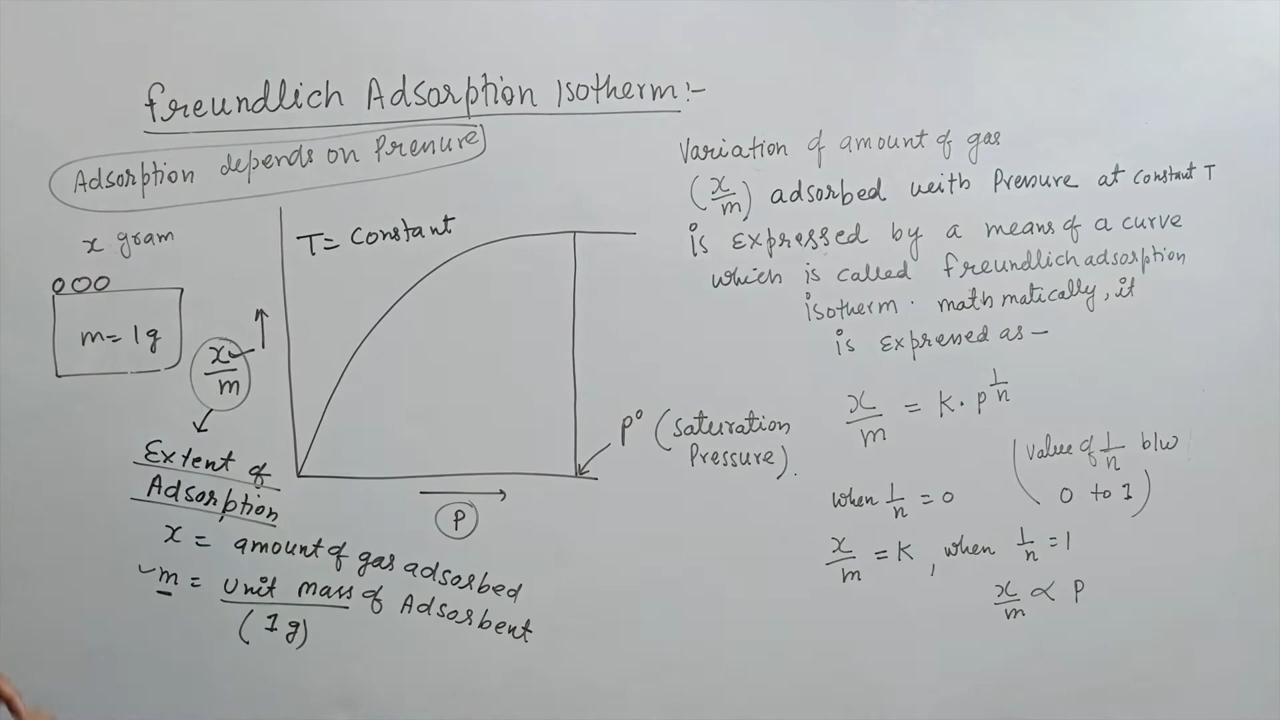 Freundlich Adsorption Isotherm:-
Adsorption depends on Pressure
x gram
m = 1g
T = Constant
x/m
Extent of
Adsorption
P
P° (Saturation
Pressure).
x = amount of gas adsorbed
m = Unit mass of Adsorbent
(1g)
Variation of amount of gas
(x/m) adsorbed with Pressure at constant T
is expressed by a means of a curve
which is called freundlich adsorption
isotherm. mathmatically, it
is expressed as –
x/m = K. P^1/n
(Value of 1/n b/w
0 to 1)
when 1/n = 0
x/m = K, when 1/n = 1
x/m ∝ P